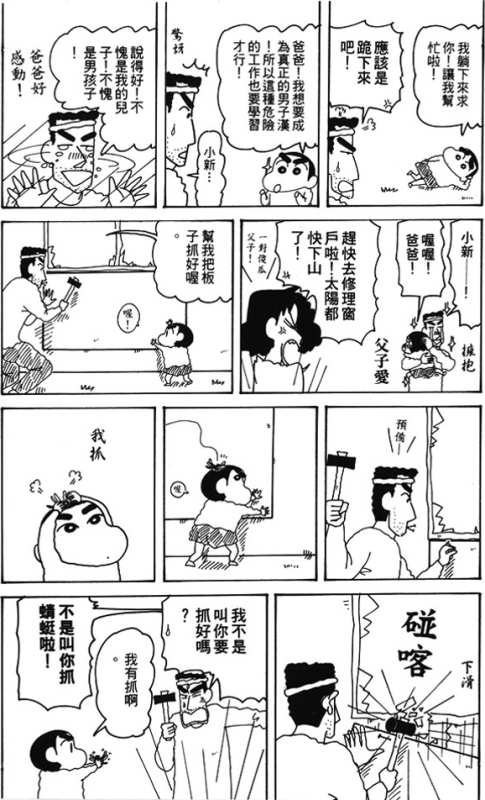 我躺下來求
你！讓我幫
忙啦！
應該是
跪下來
吧！
爸爸！我想要成
為真正的男子漢
！所以這種危險
的工作也要學習
才行！
小新…
驚訝
說得好！不
愧是我的兒
子！不愧
是男孩子
！
爸爸好
感動！
小新－！
喔喔！
爸爸！
擁抱
父子愛
趕快去修理窗
戶啦！太陽都
快下山
了！
一對傻瓜
父子！
幫我把板
子抓好喔
。
喔！
預備
喔。
我抓
碰喀
下滑
我不是
叫你要
抓好嗎
？
我有抓啊
。
不是叫你抓
蜻蜓啦！